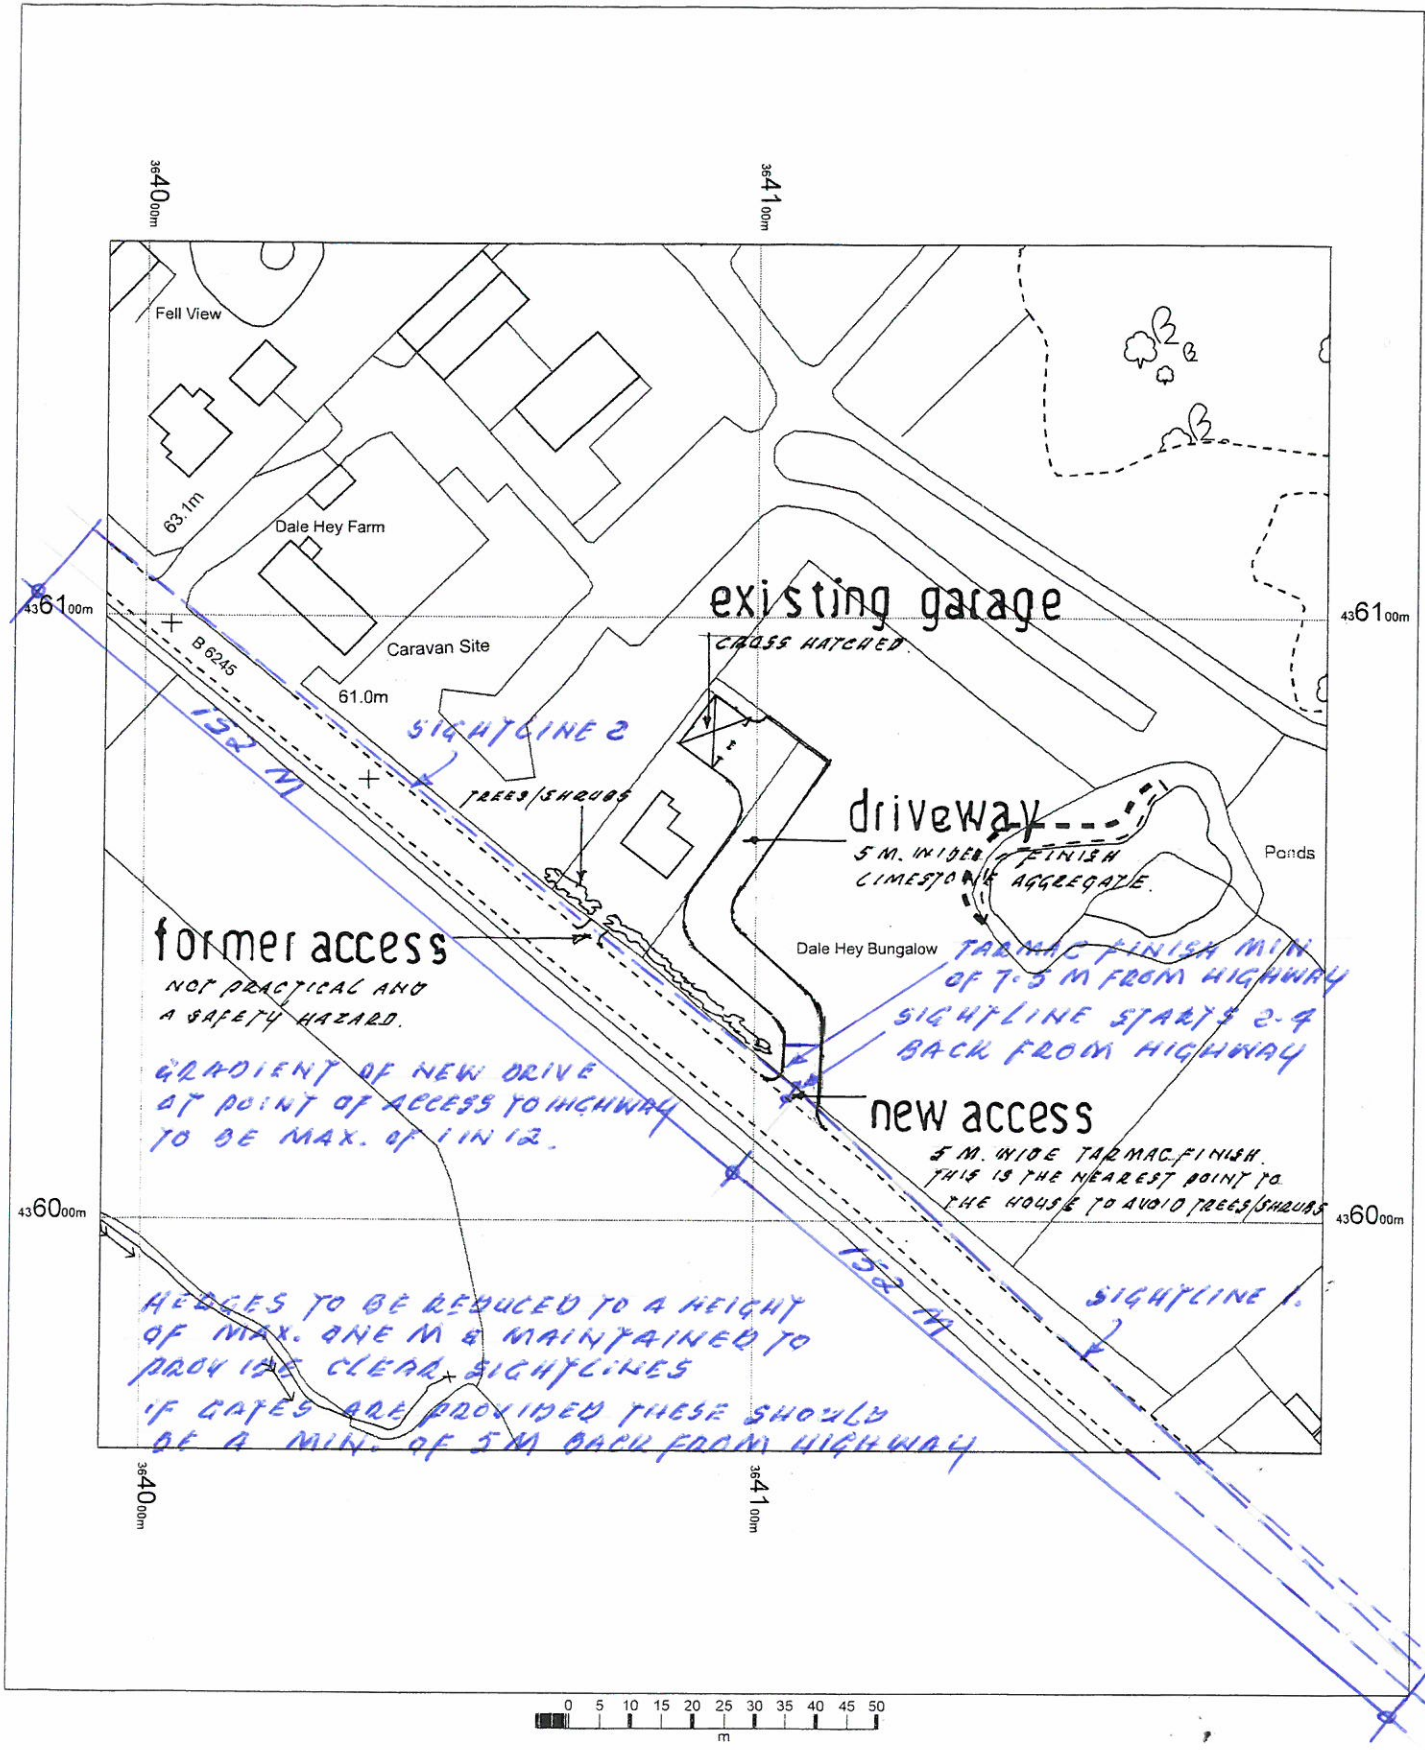 3640 00m
3641 00m
Fell View
63.1m
Dale Hey Farm
4361 00m
B 6245
Caravan Site
61.0m
existing garage
CROSS HATCHED.
4361 00m
152 M
SIGHTLINE 2
TREES/SHRUBS
driveway
5 M. WIDE FINISH
LIMESTONE AGGREGATE.
Ponds
former access
NOT PRACTICAL AND
A SAFETY HAZARD.
Dale Hey Bungalow
TARMAC FINISH MIN
OF 7.5 M FROM HIGHWAY
SIGHTLINE STARTS 2.4
BACK FROM HIGHWAY
GRADIENT OF NEW DRIVE
AT POINT OF ACCESS TO HIGHWAY
TO BE MAX. OF 1 IN 12.
new access
5 M. WIDE TARMAC FINISH.
THIS IS THE NEAREST POINT TO
THE HOUSE TO AVOID TREES/SHRUBS
4360 00m
4360 00m
152 M
SIGHTLINE 1.
HEDGES TO BE REDUCED TO A HEIGHT
OF MAX. ONE M & MAINTAINED TO
PROVIDE CLEAR SIGHTLINES
IF GATES ARE PROVIDED THESE SHOULD
BE A MIN. OF 5 M BACK FROM HIGHWAY
3640 00m
3641 00m
0 5 10 15 20 25 30 35 40 45 50
m